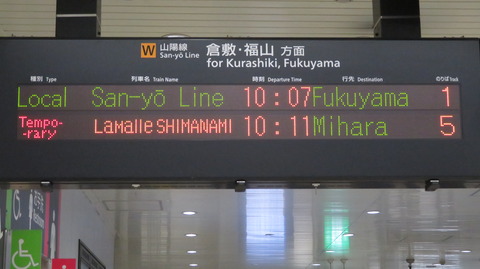 W 山陽線 San-yō Line 倉敷・福山 方面
for Kurashiki, Fukuyama
種別 Type 列車名 Train Name 時刻 Departure Time 行先 Destination のりば Track
Local San-yō Line 10:07 Fukuyama 1
Tempo-
-rary LaMalle SHIMANAMI 10:11 Mihara 5